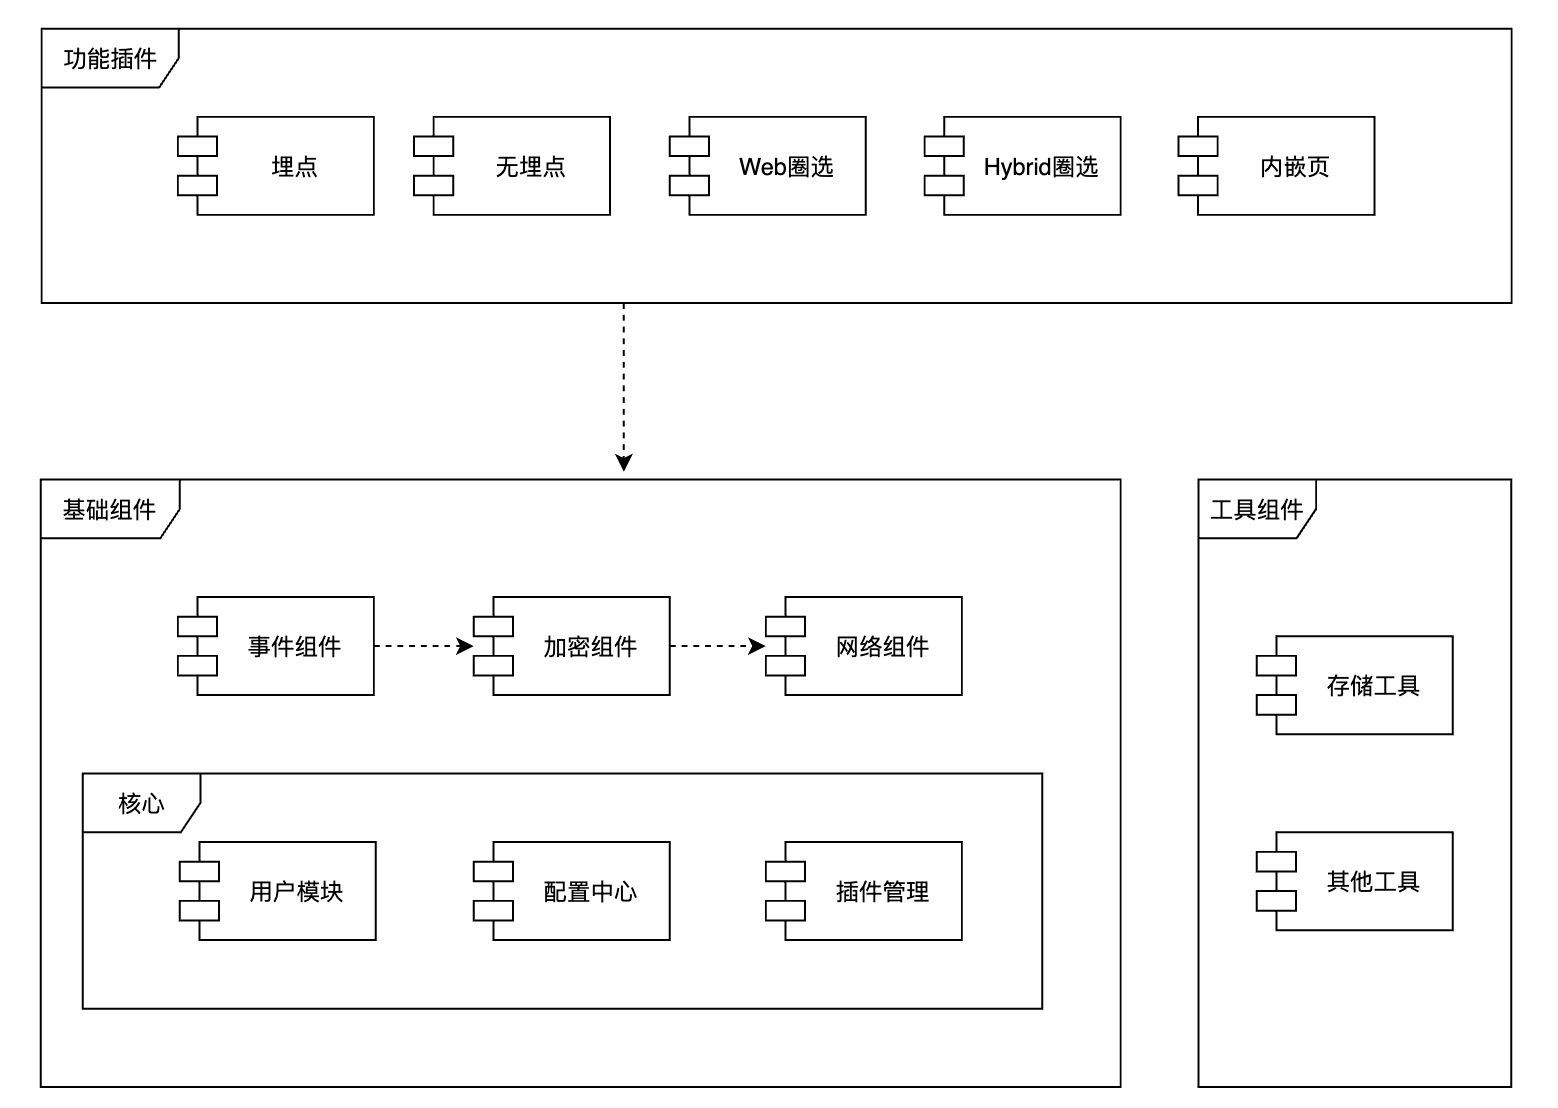 功能插件
埋点
无埋点
Web圈选
Hybrid圈选
内嵌页
基础组件
事件组件
加密组件
网络组件
核心
用户模块
配置中心
插件管理
工具组件
存储工具
其他工具